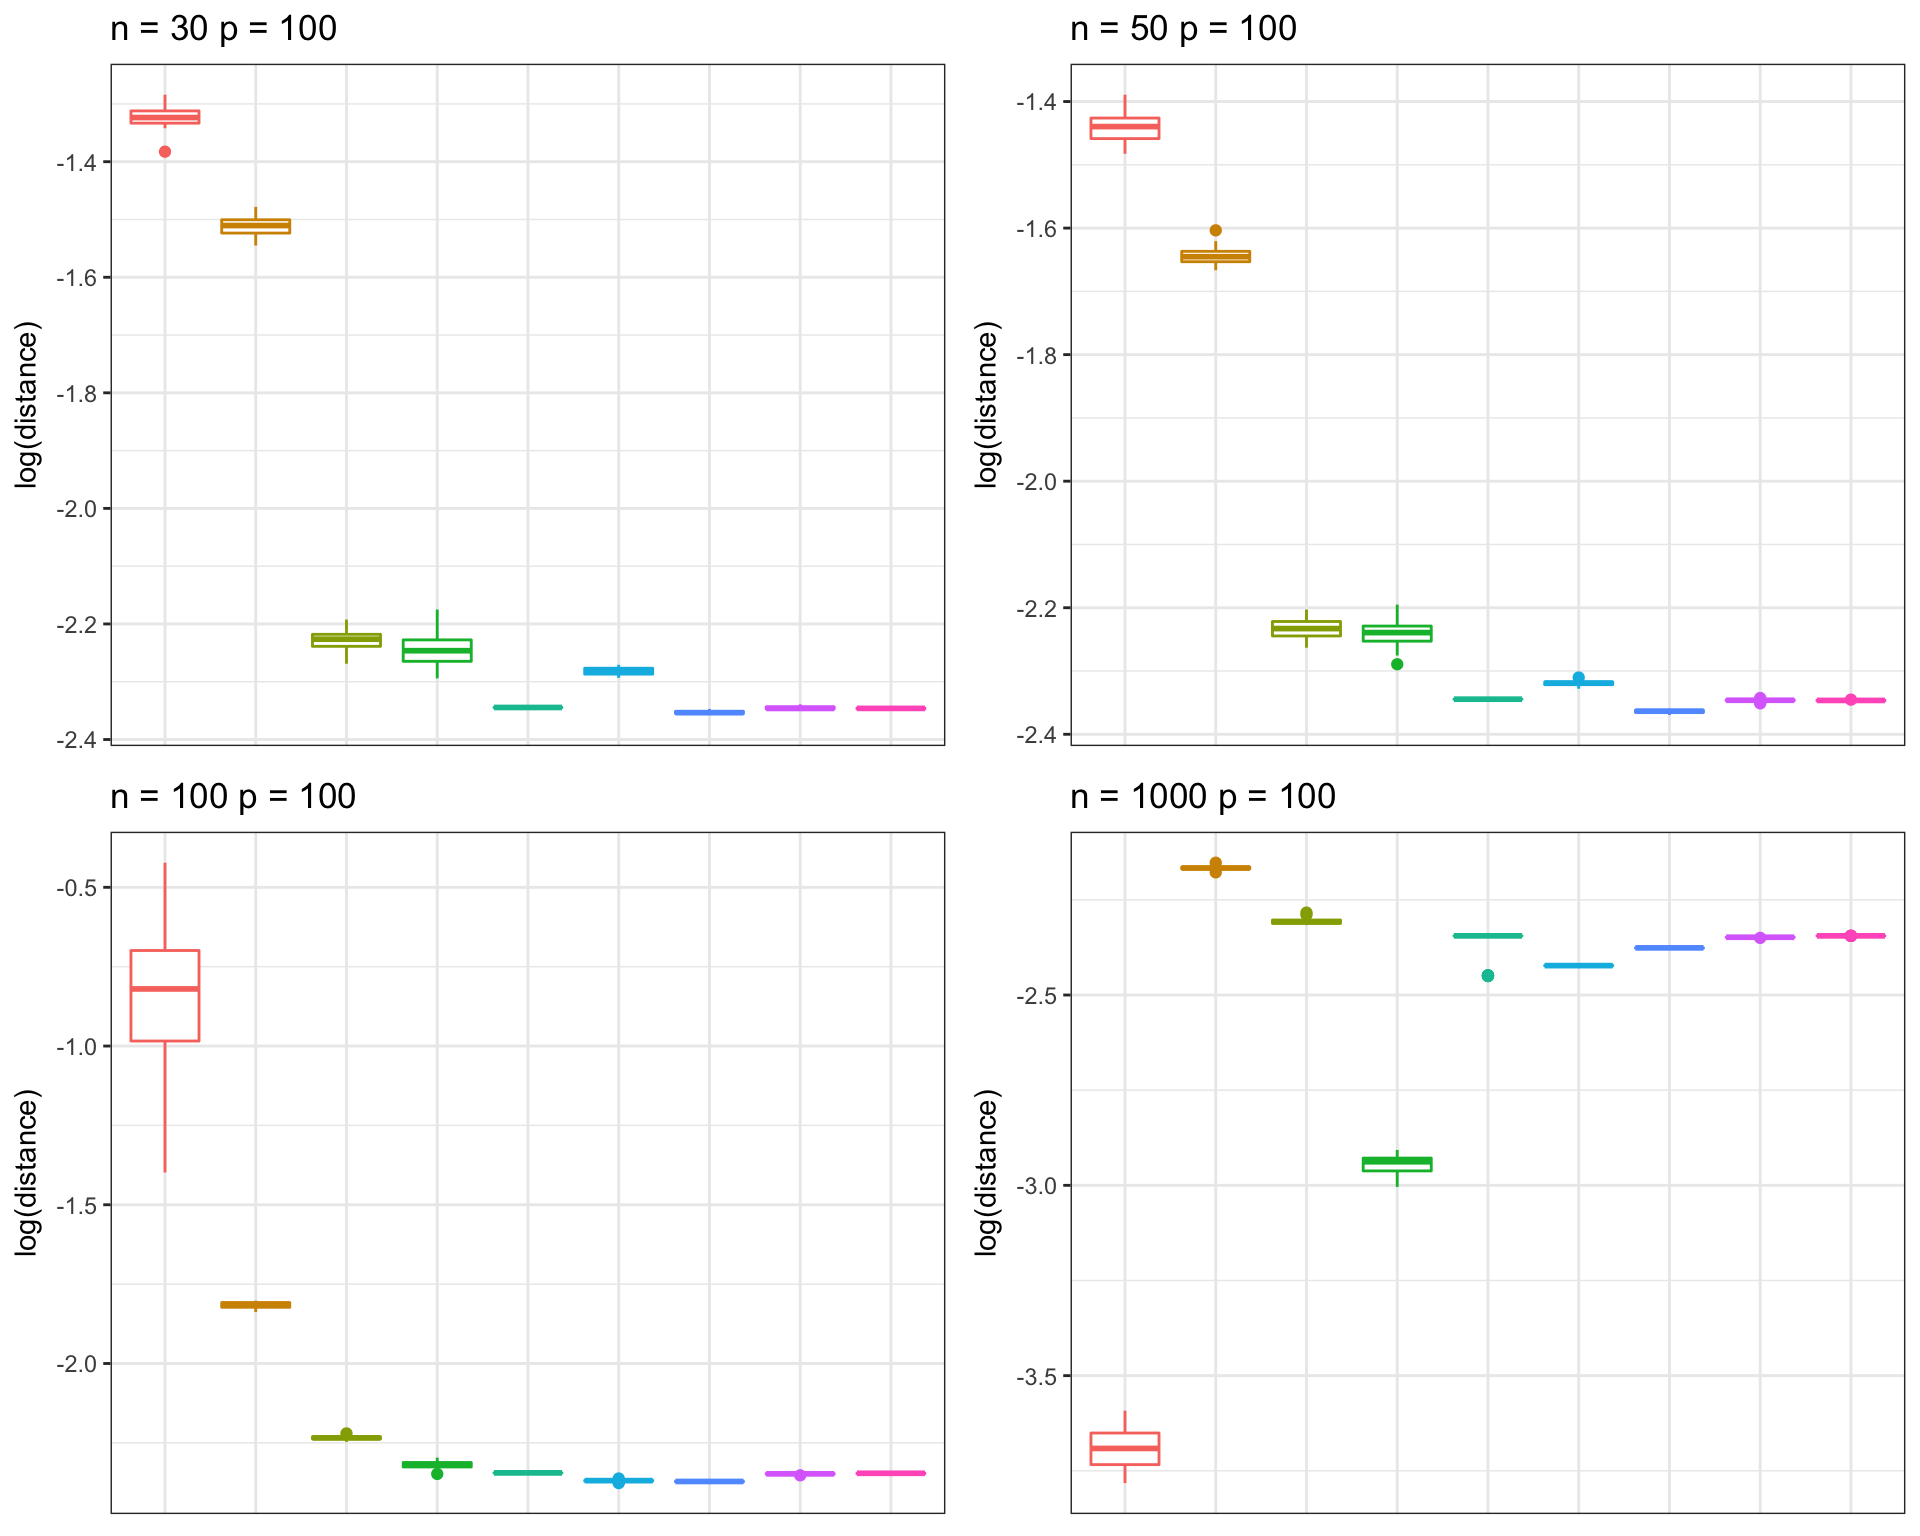 n = 30 p = 100
log(distance)
-1.4
-1.6
-1.8
-2.0
-2.2
-2.4
n = 50 p = 100
log(distance)
-1.4
-1.6
-1.8
-2.0
-2.2
-2.4
n = 100 p = 100
log(distance)
-0.5
-1.0
-1.5
-2.0
n = 1000 p = 100
log(distance)
-2.5
-3.0
-3.5